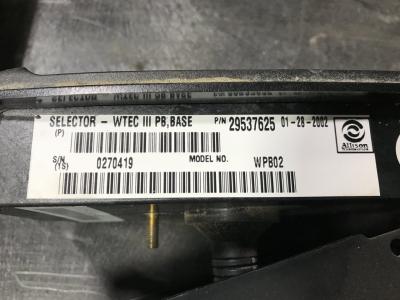 SELECTOR - WTEC III PB,BASE P/N 29537625 01-28-2002
(P)
S/N 0270419 MODEL NO. WPB02
(1S)
Allison